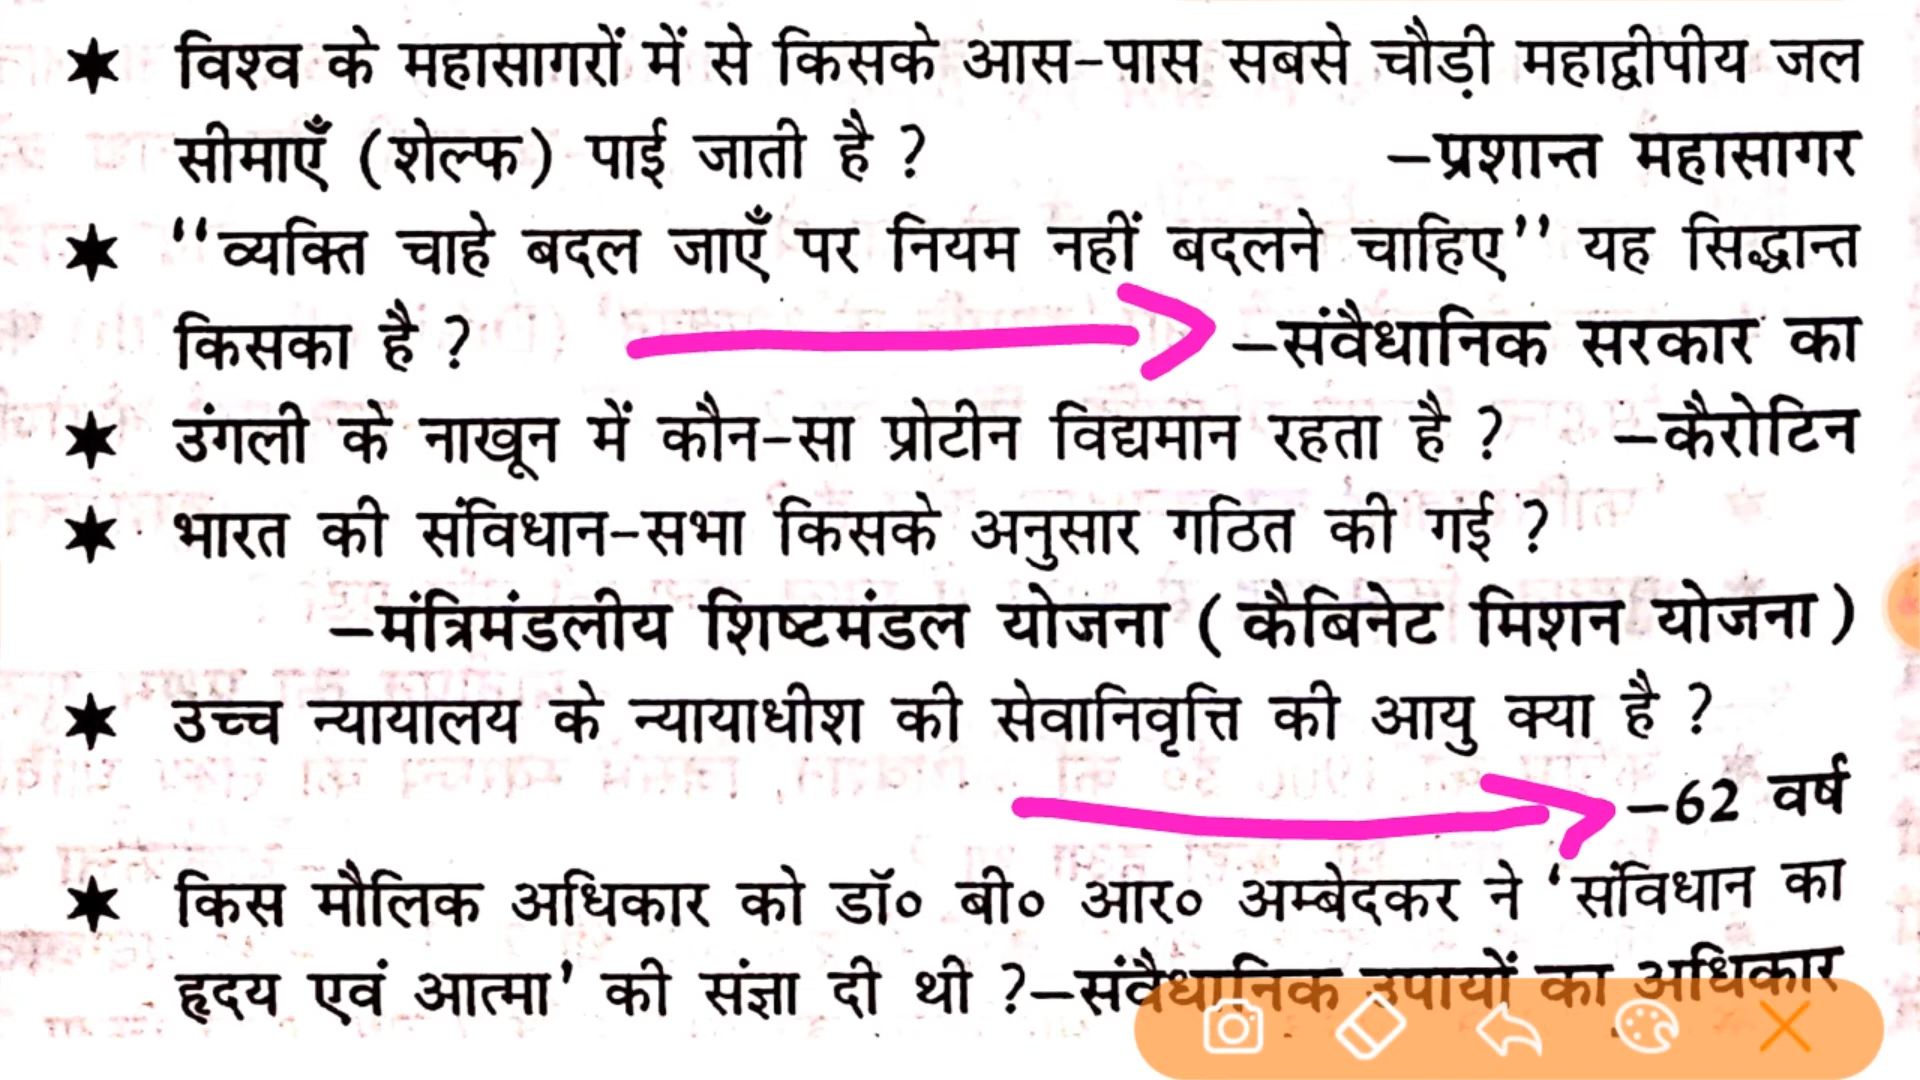 ★ विश्व के महासागरों में से किसके आस-पास सबसे चौड़ी महाद्वीपीय जल
सीमाएँ (शेल्फ) पाई जाती है ? –प्रशान्त महासागर
★ “व्यक्ति चाहे बदल जाएँ पर नियम नहीं बदलने चाहिए” यह सिद्धान्त
किसका है ? –संवैधानिक सरकार का
★ उंगली के नाखून में कौन-सा प्रोटीन विद्यमान रहता है ? –कैरोटिन
★ भारत की संविधान-सभा किसके अनुसार गठित की गई ?
–मंत्रिमंडलीय शिष्टमंडल योजना (कैबिनेट मिशन योजना)
★ उच्च न्यायालय के न्यायाधीश की सेवानिवृत्ति की आयु क्या है ?
–62 वर्ष
★ किस मौलिक अधिकार को डॉ० बी० आर० अम्बेदकर ने ‘संविधान का
हृदय एवं आत्मा’ की संज्ञा दी थी ?–संवैधानिक उपायों का अधिकार